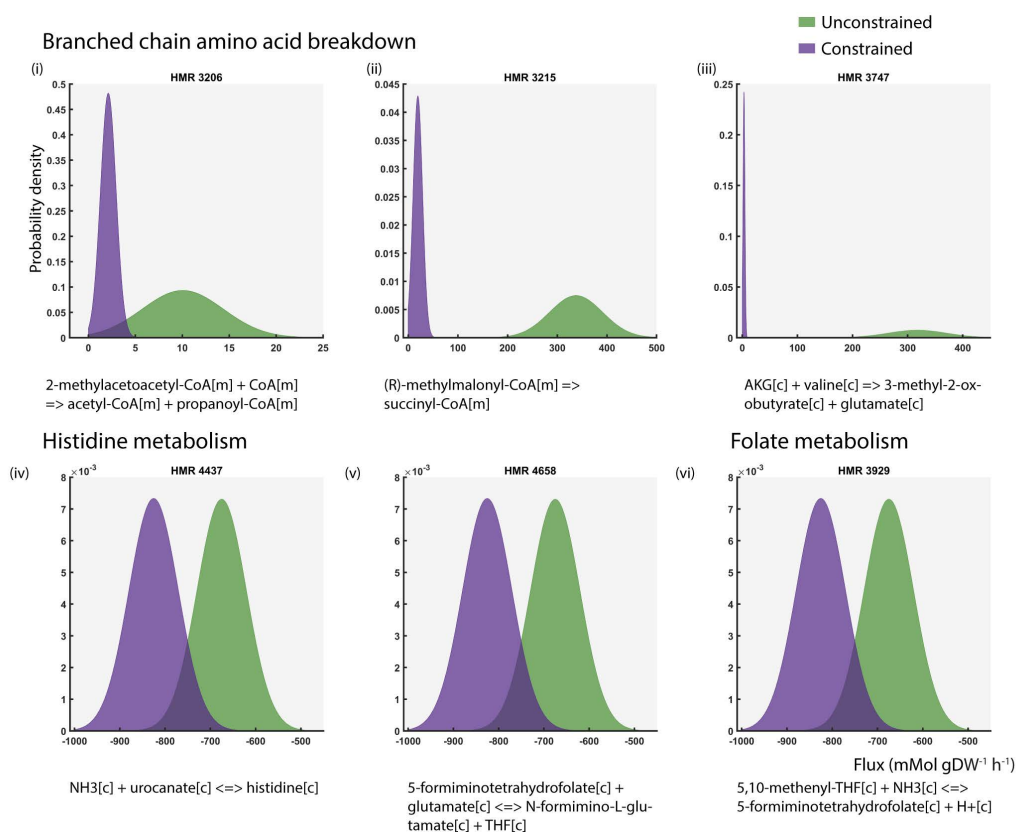 Unconstrained
Constrained
Branched chain amino acid breakdown
(i)
HMR 3206
0.5
0.45
0.4
0.35
0.3
0.25
0.2
0.15
0.1
0.05
0
0 5 10 15 20 25
Probability density
2-methylacetoacetyl-CoA[m] + CoA[m]
=> acetyl-CoA[m] + propanoyl-CoA[m]
(ii)
HMR 3215
0.045
0.04
0.035
0.03
0.025
0.02
0.015
0.01
0.005
0
0 100 200 300 400 500
(R)-methylmalonyl-CoA[m] =>
succinyl-CoA[m]
(iii)
HMR 3747
0.25
0.2
0.15
0.1
0.05
0
0 100 200 300 400
AKG[c] + valine[c] => 3-methyl-2-ox-
obutyrate[c] + glutamate[c]
Histidine metabolism
(iv)
×10⁻³
HMR 4437
8
7
6
5
4
3
2
1
0
-1000 -900 -800 -700 -600 -500
NH3[c] + urocanate[c] <=> histidine[c]
(v)
×10⁻³
HMR 4658
8
7
6
5
4
3
2
1
0
-1000 -900 -800 -700 -600 -500
5-formiminotetrahydrofolate[c] +
glutamate[c] <=> N-formimino-L-glu-
tamate[c] + THF[c]
Folate metabolism
(vi)
×10⁻³
HMR 3929
8
7
6
5
4
3
2
1
0
-1000 -900 -800 -700 -600 -500
Flux (mMol gDW⁻¹ h⁻¹)
5,10-methenyl-THF[c] + NH3[c] <=>
5-formiminotetrahydrofolate[c] + H+[c]